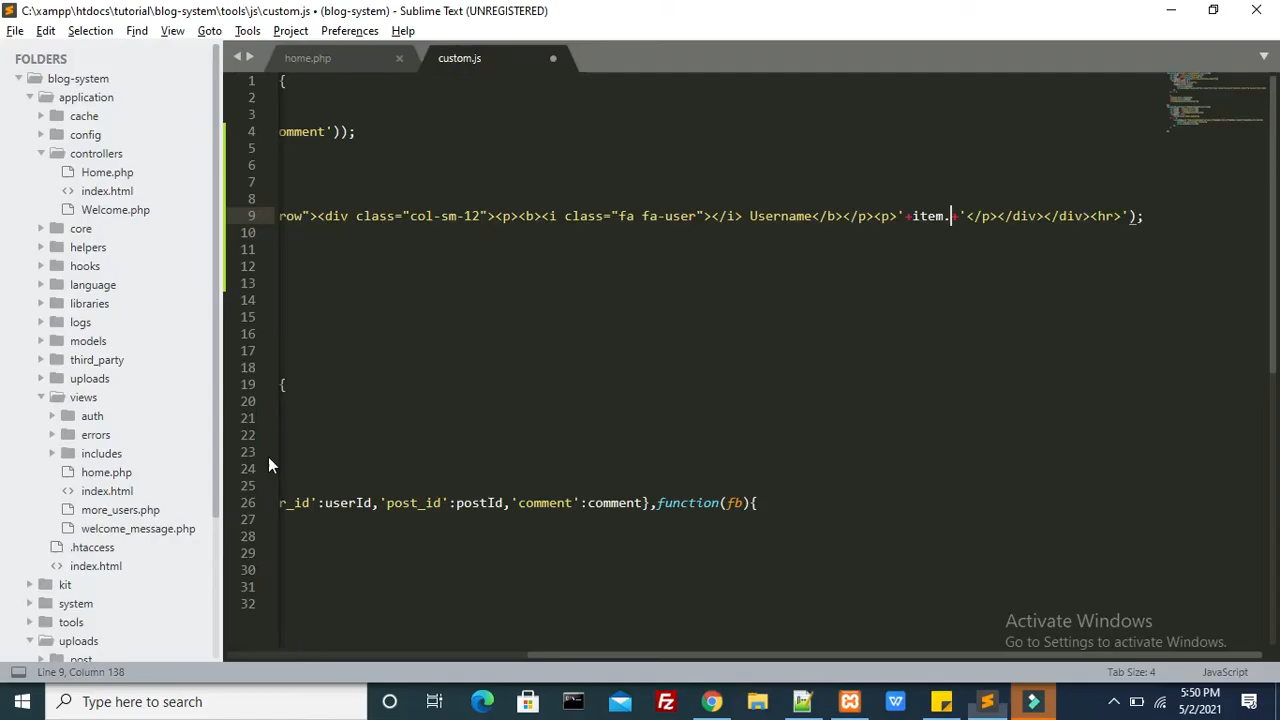 C:\xampp\htdocs\tutorial\blog-system\tools\js\custom.js • (blog-system) - Sublime Text (UNREGISTERED)
File Edit Selection Find View Goto Tools Project Preferences Help
FOLDERS
blog-system
application
cache
config
controllers
Home.php
index.html
Welcome.php
core
helpers
hooks
language
libraries
logs
models
third_party
uploads
views
auth
errors
includes
home.php
index.html
more_users.php
welcome_message.php
.htaccess
index.html
kit
system
tools
uploads
post
home.php
custom.js
1 {
2
3
4 omment'));
5
6
7
8
9 row"><div class="col-sm-12"><p><b><i class="fa fa-user"></i> Username</b></p><p>'+item.+'</p></div></div><hr>');
10
11
12
13
14
15
16
17
18
19 {
20
21
22
23
24
25
26 r_id':userId,'post_id':postId,'comment':comment},function(fb){
27
28
29
30
31
32
Activate Windows
Go to Settings to activate Windows.
Line 9, Column 138
Tab Size: 4
JavaScript
Type here to search
5:50 PM
5/2/2021